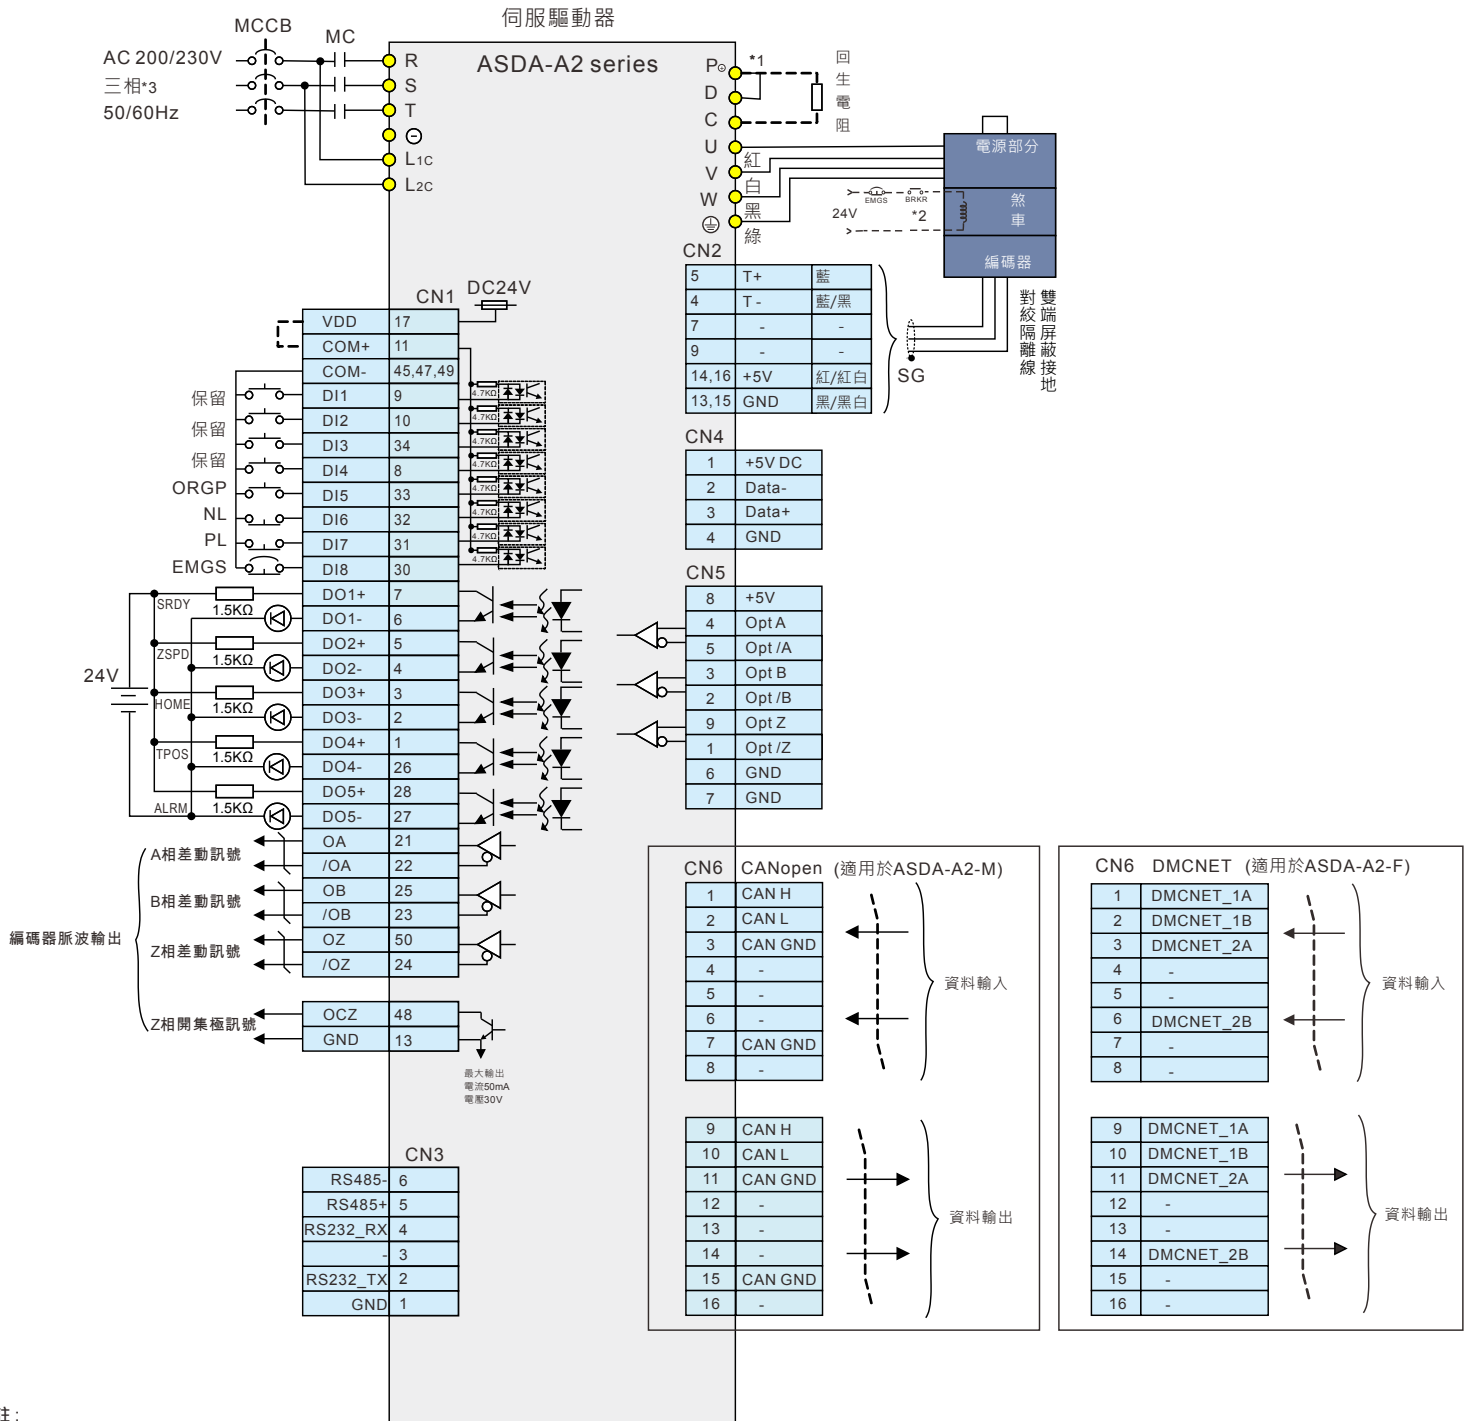 伺服驅動器
MCCB
MC
AC 200/230V
三相*3
50/60Hz
ASDA-A2 series
R
S
T
L1C
L2C
P
D
C
U
V
W
*1
回生電阻
紅
白
黑
綠
電源部分
煞車
編碼器
EMGS
BRKR
24V
*2
對絞隔離線
雙端屏蔽接地
SG
CN2
5 T+ 藍
4 T - 藍/黑
7 - -
9 - -
14,16 +5V 紅/紅白
13,15 GND 黑/黑白
DC24V
CN1
VDD 17
COM+ 11
COM- 45,47,49
保留 DI1 9
保留 DI2 10
保留 DI3 34
DI4 8
ORGP DI5 33
NL DI6 32
PL DI7 31
EMGS DI8 30
4.7KΩ
4.7KΩ
4.7KΩ
4.7KΩ
4.7KΩ
4.7KΩ
4.7KΩ
4.7KΩ
24V
SRDY 1.5KΩ DO1+ 7
DO1- 6
ZSPD 1.5KΩ DO2+ 5
DO2- 4
HOME 1.5KΩ DO3+ 3
DO3- 2
TPOS 1.5KΩ DO4+ 1
DO4- 26
ALRM 1.5KΩ DO5+ 28
DO5- 27
編碼器脈波輸出
A相差動訊號
OA 21
/OA 22
B相差動訊號
OB 25
/OB 23
Z相差動訊號
OZ 50
/OZ 24
Z相開集極訊號
OCZ 48
GND 13
最大輸出
電流50mA
電壓30V
CN3
RS485- 6
RS485+ 5
RS232_RX 4
- 3
RS232_TX 2
GND 1
CN4
1 +5V DC
2 Data-
3 Data+
4 GND
CN5
8 +5V
4 Opt A
5 Opt /A
3 Opt B
2 Opt /B
9 Opt Z
1 Opt /Z
6 GND
7 GND
CN6 CANopen (適用於ASDA-A2-M)
1 CAN H
2 CAN L
3 CAN GND
4 -
5 -
6 -
7 CAN GND
8 -
資料輸入
9 CAN H
10 CAN L
11 CAN GND
12 -
13 -
14 -
15 CAN GND
16 -
資料輸出
CN6 DMCNET (適用於ASDA-A2-F)
1 DMCNET_1A
2 DMCNET_1B
3 DMCNET_2A
4 -
5 -
6 DMCNET_2B
7 -
8 -
資料輸入
9 DMCNET_1A
10 DMCNET_1B
11 DMCNET_2A
12 -
13 -
14 DMCNET_2B
15 -
16 -
資料輸出